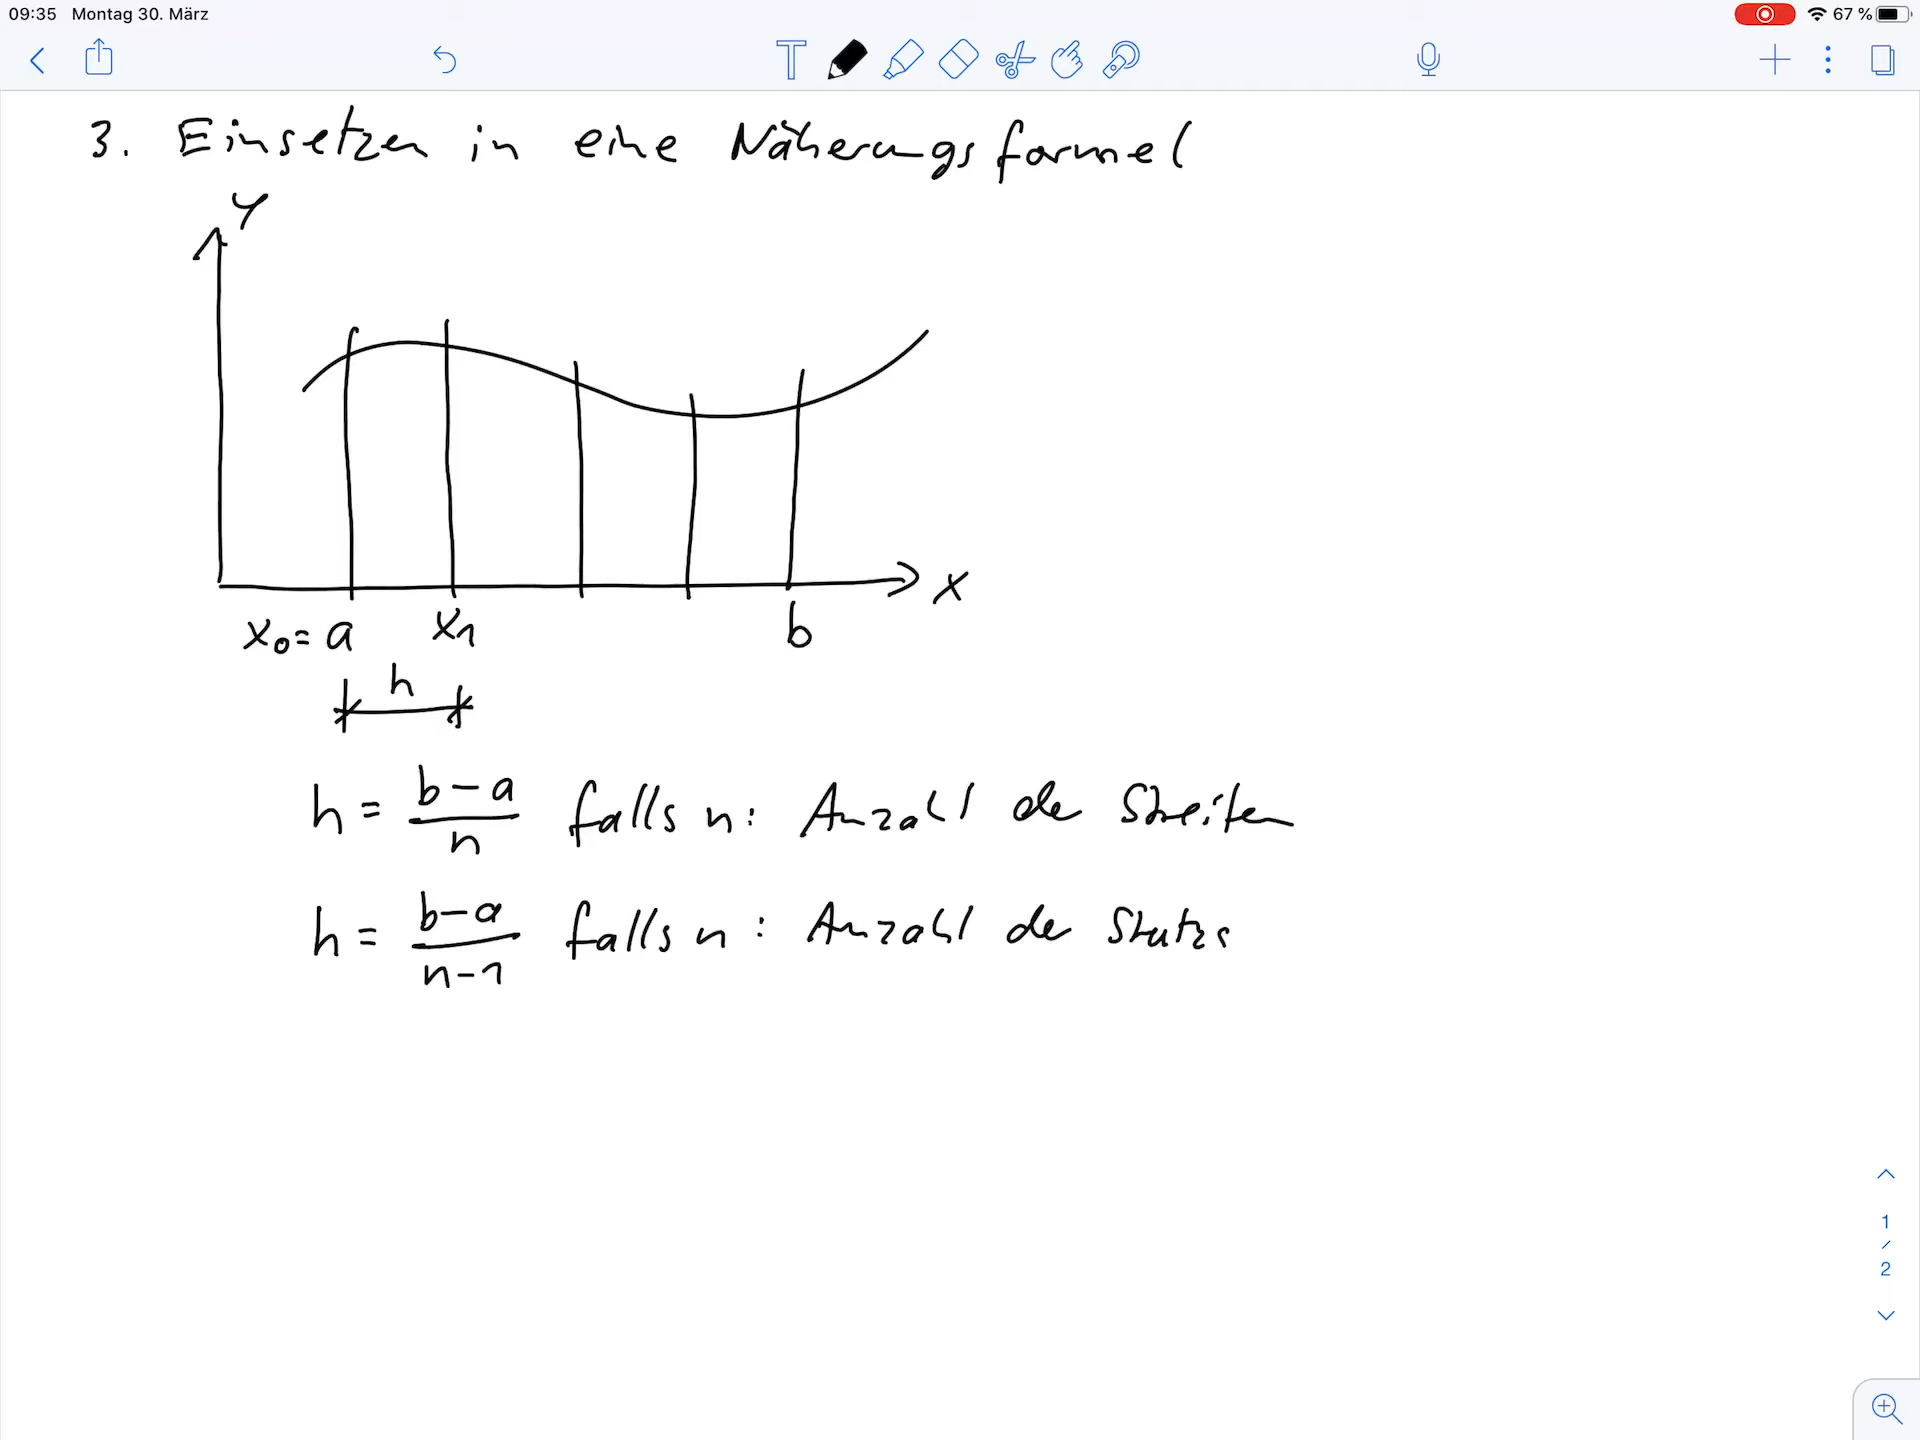 09:35 Montag 30. März 67 %
T
3. Einsetzen in eine Näherungsformel
y
x
x₀= a x₁ b
h
h = (b-a)/n falls n: Anzahl der Streifen
h = (b-a)/(n-1) falls n: Anzahl der Stützs
1
/
2